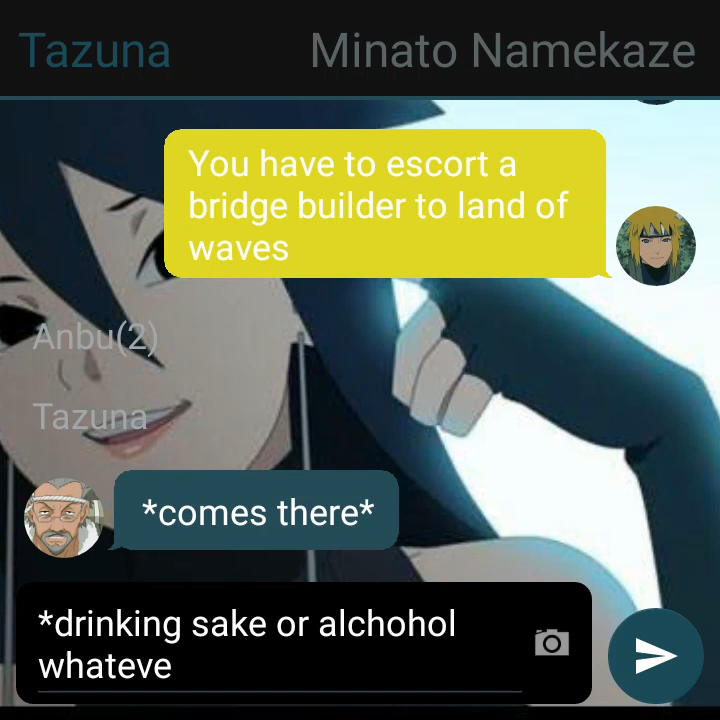 Tazuna Minato Namekaze
You have to escort a
bridge builder to land of
waves
Anbu(2)
Tazuna
*comes there*
*drinking sake or alchohol
whateve